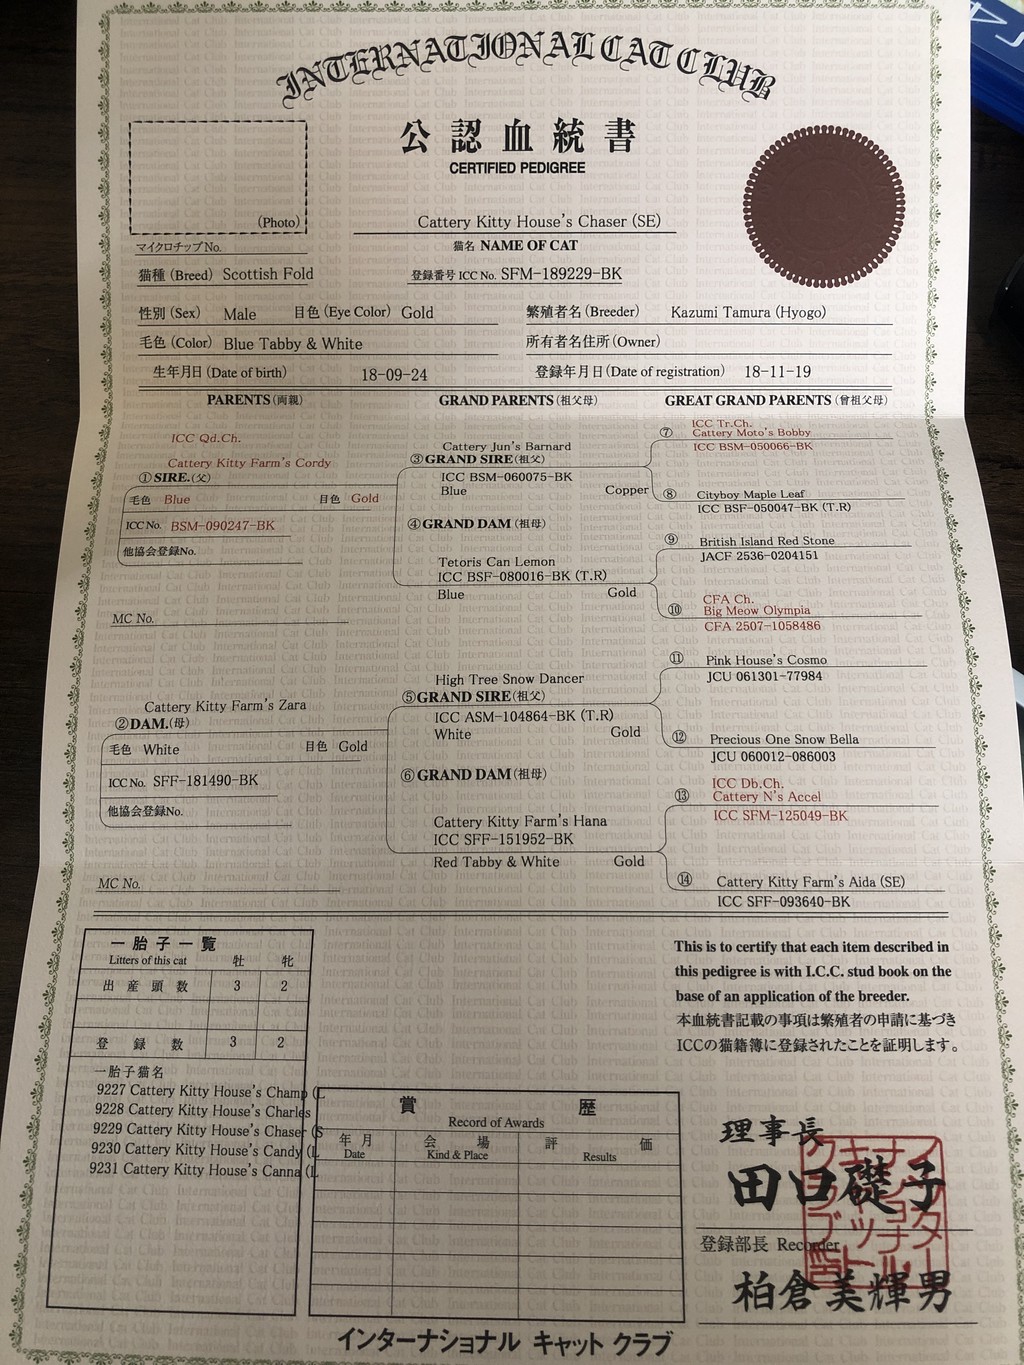 INTERNATIONAL CAT CLUB
公認血統書
CERTIFIED PEDIGREE
(Photo)
Cattery Kitty House's Chaser (SE)
猫名 NAME OF CAT
マイクロチップNo.
猫種 (Breed) Scottish Fold
登録番号 ICC No. SFM-189229-BK
性別 (Sex) Male 目色 (Eye Color) Gold
繁殖者名 (Breeder) Kazumi Tamura (Hyogo)
毛色 (Color) Blue Tabby & White
所有者名住所 (Owner)
生年月日 (Date of birth) 18-09-24
登録年月日 (Date of registration) 18-11-19
PARENTS (両親)
GRAND PARENTS (祖父母)
GREAT GRAND PARENTS (曾祖父母)
ICC Qd.Ch.
Cattery Kitty Farm's Cordy
①SIRE.(父)
毛色 Blue 目色 Gold
ICC No. BSM-090247-BK
他協会登録No.
MC No.
Cattery Kitty Farm's Zara
②DAM.(母)
毛色 White 目色 Gold
ICC No. SFF-181490-BK
他協会登録No.
MC No.
Cattery Jun's Barnard
③GRAND SIRE (祖父)
ICC BSM-060075-BK
Blue Copper
④GRAND DAM (祖母)
Tetoris Can Lemon
ICC BSF-080016-BK (T.R)
Blue Gold
High Tree Snow Dancer
⑤GRAND SIRE (祖父)
ICC ASM-104864-BK (T.R)
White Gold
⑥GRAND DAM (祖母)
Cattery Kitty Farm's Hana
ICC SFF-151952-BK
Red Tabby & White Gold
ICC Tr.Ch.
⑦ Cattery Moto's Bobby
ICC BSM-050066-BK
⑧ Cityboy Maple Leaf
ICC BSF-050047-BK (T.R)
⑨ British Island Red Stone
JACF 2536-0204151
CFA Ch.
⑩ Big Meow Olympia
CFA 2507-1058486
⑪ Pink House's Cosmo
JCU 061301-77984
⑫ Precious One Snow Bella
JCU 060012-086003
ICC Db.Ch.
⑬ Cattery N's Accel
ICC SFM-125049-BK
⑭ Cattery Kitty Farm's Aida (SE)
ICC SFF-093640-BK
一胎子一覧
Litters of this cat 牡 牝
出産頭数 3 2
登録数 3 2
一胎子猫名
9227 Cattery Kitty House's Champ (L
9228 Cattery Kitty House's Charles
9229 Cattery Kitty House's Chaser (S
9230 Cattery Kitty House's Candy (L
9231 Cattery Kitty House's Canna (L
賞歴
Record of Awards
年月 会場 評価
Date Kind & Place Results
This is to certify that each item described in
this pedigree is with I.C.C. stud book on the
base of an application of the breeder.
本血統書記載の事項は繁殖者の申請に基づき
ICCの猫籍簿に登録されたことを証明します。
理事長
田口礎子
登録部長 Recorder
柏倉美輝男
インターナショナル キャット クラブ